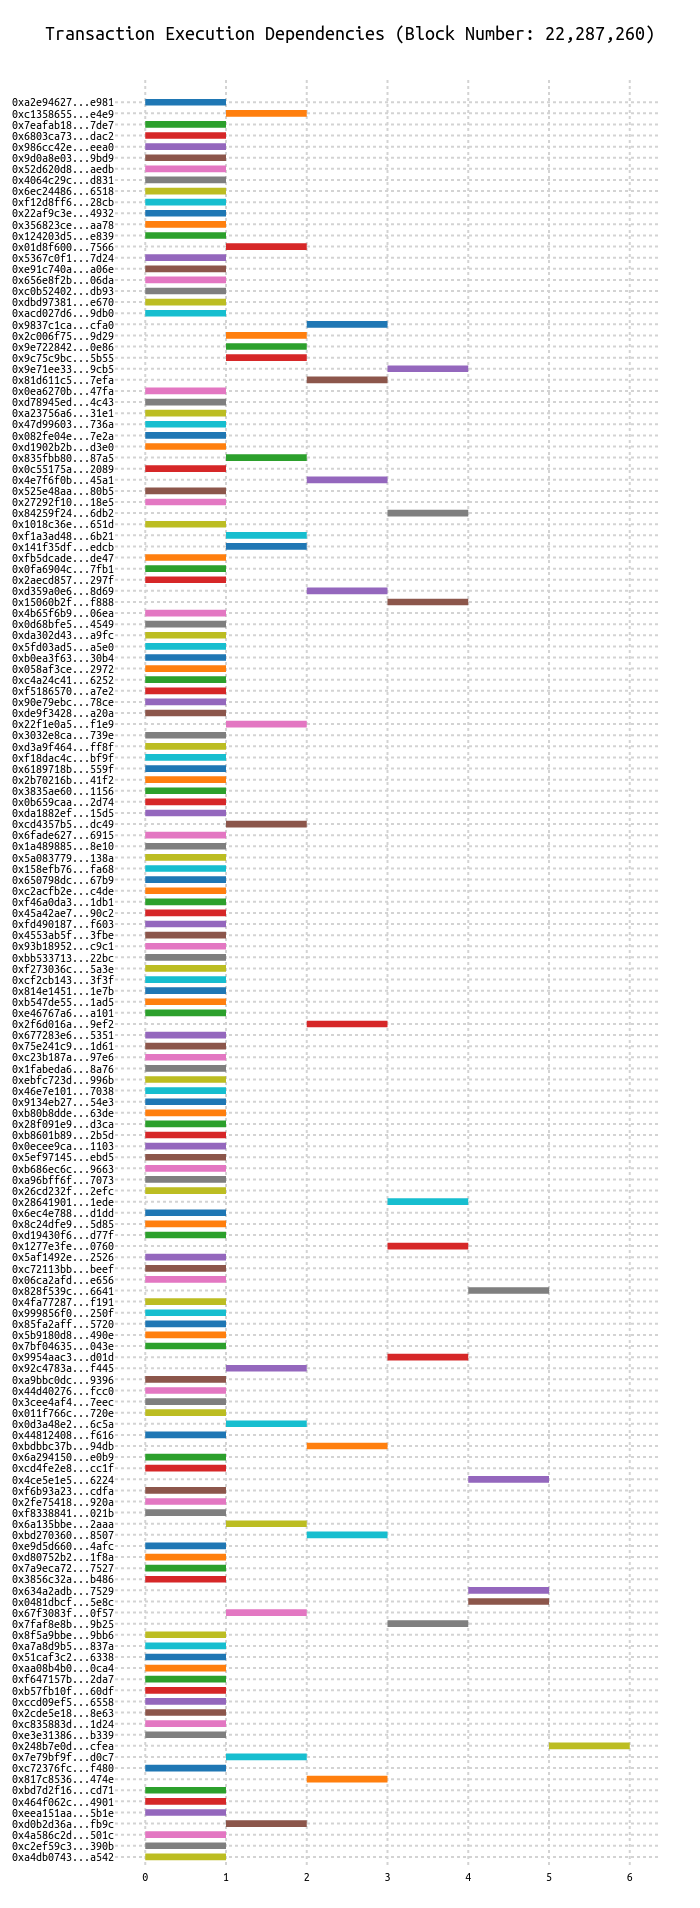 Transaction Execution Dependencies (Block Number: 22,287,260)
0xa2e94627...e981
0xc1358655...e4e9
0x7eafab18...7de7
0x6803ca73...dac2
0x986cc42e...eea0
0x9d0a8e03...9bd9
0x52d620d8...aedb
0x4064c29c...d831
0x6ec24486...6518
0xf12d8ff6...28cb
0x22af9c3e...4932
0x356823ce...aa78
0x124203d5...e839
0x01d8f600...7566
0x5367c0f1...7d24
0xe91c740a...a06e
0x656e8f2b...06da
0xc0b52402...db93
0xdbd97381...e670
0xacd027d6...9db0
0x9837c1ca...cfa0
0x2c006f75...9d29
0x9e722842...0e86
0x9c75c9bc...5b55
0x9e71ee33...9cb5
0x81d611c5...7efa
0x0ea6270b...47fa
0xd78945ed...4c43
0xa23756a6...31e1
0x47d99603...736a
0x082fe04e...7e2a
0xd1902b2b...d3e0
0x835fbb80...87a5
0x0c55175a...2089
0x4e7f6f0b...45a1
0x525e48aa...80b5
0x27292f10...18e5
0x84259f24...6db2
0x1018c36e...651d
0xf1a3ad48...6b21
0x141f35df...edcb
0xfb5dcade...de47
0x0fa6904c...7fb1
0x2aecd857...297f
0xd359a0e6...8d69
0x15060b2f...f888
0x4b65f6b9...06ea
0x0d68bfe5...4549
0xda302d43...a9fc
0x5fd03ad5...a5e0
0xb0ea3f63...30b4
0x058af3ce...2972
0xc4a24c41...6252
0xf5186570...a7e2
0x90e79ebc...78ce
0xde9f3428...a20a
0x22f1e0a5...f1e9
0x3032e8ca...739e
0xd3a9f464...ff8f
0xf18dac4c...bf9f
0x6189718b...559f
0x2b70216b...41f2
0x3835ae60...1156
0x0b659caa...2d74
0xda1882ef...15d5
0xcd4357b5...dc49
0x6fade627...6915
0x1a489885...8e10
0x5a083779...138a
0x158efb76...fa68
0x650798dc...67b9
0xc2acfb2e...c4de
0xf46a0da3...1db1
0x45a42ae7...90c2
0xfd490187...f603
0x4553ab5f...3fbe
0x93b18952...c9c1
0xbb533713...22bc
0xf273036c...5a3e
0xcf2cb143...3f3f
0x814e1451...1e7b
0xb547de55...1ad5
0xe46767a6...a101
0x2f6d016a...9ef2
0x677283e6...5351
0x75e241c9...1d61
0xc23b187a...97e6
0x1fabeda6...8a76
0xebfc723d...996b
0x46e7e101...7038
0x9134eb27...54e3
0xb80b8dde...63de
0x28f091e9...d3ca
0xb8601b89...2b5d
0x0ecee9ca...1103
0x5ef97145...ebd5
0xb686ec6c...9663
0xa96bff6f...7073
0x26cd232f...2efc
0x28641901...1ede
0x6ec4e788...d1dd
0x8c24dfe9...5d85
0xd19430f6...d77f
0x1277e3fe...0760
0x5af1492e...2526
0xc72113bb...beef
0x06ca2afd...e656
0x828f539c...6641
0x4fa77287...f191
0x999856f0...250f
0x85fa2aff...5720
0x5b9180d8...490e
0x7bf04635...043e
0x9954aac3...d01d
0x92c4783a...f445
0xa9bbc0dc...9396
0x44d40276...fcc0
0x3cee4af4...7eec
0x011f766c...720e
0x0d3a48e2...6c5a
0x44812408...f616
0xbdbbc37b...94db
0x6a294150...e0b9
0xcd4fe2e8...cc1f
0x4ce5e1e5...6224
0xf6b93a23...cdfa
0x2fe75418...920a
0xf8338841...021b
0x6a135bbe...2aaa
0xbd270360...8507
0xe9d5d660...4afc
0xd80752b2...1f8a
0x7a9eca72...7527
0x3856c32a...b486
0x634a2adb...7529
0x0481dbcf...5e8c
0x67f3083f...0f57
0x7faf8e8b...9b25
0x8f5a9bbe...9bb6
0xa7a8d9b5...837a
0x51caf3c2...6338
0xaa08b4b0...0ca4
0xf647157b...2da7
0xb57fb10f...60df
0xccd09ef5...6558
0x2cde5e18...8e63
0xc835883d...1d24
0xe3e31386...b339
0x248b7e0d...cfea
0x7e79bf9f...d0c7
0xc72376fc...f480
0x817c8536...474e
0xbd7d2f16...cd71
0x464f062c...4901
0xeea151aa...5b1e
0xd0b2d36a...fb9c
0x4a586c2d...501c
0xc2ef59c3...390b
0xa4db0743...a542
0 1 2 3 4 5 6